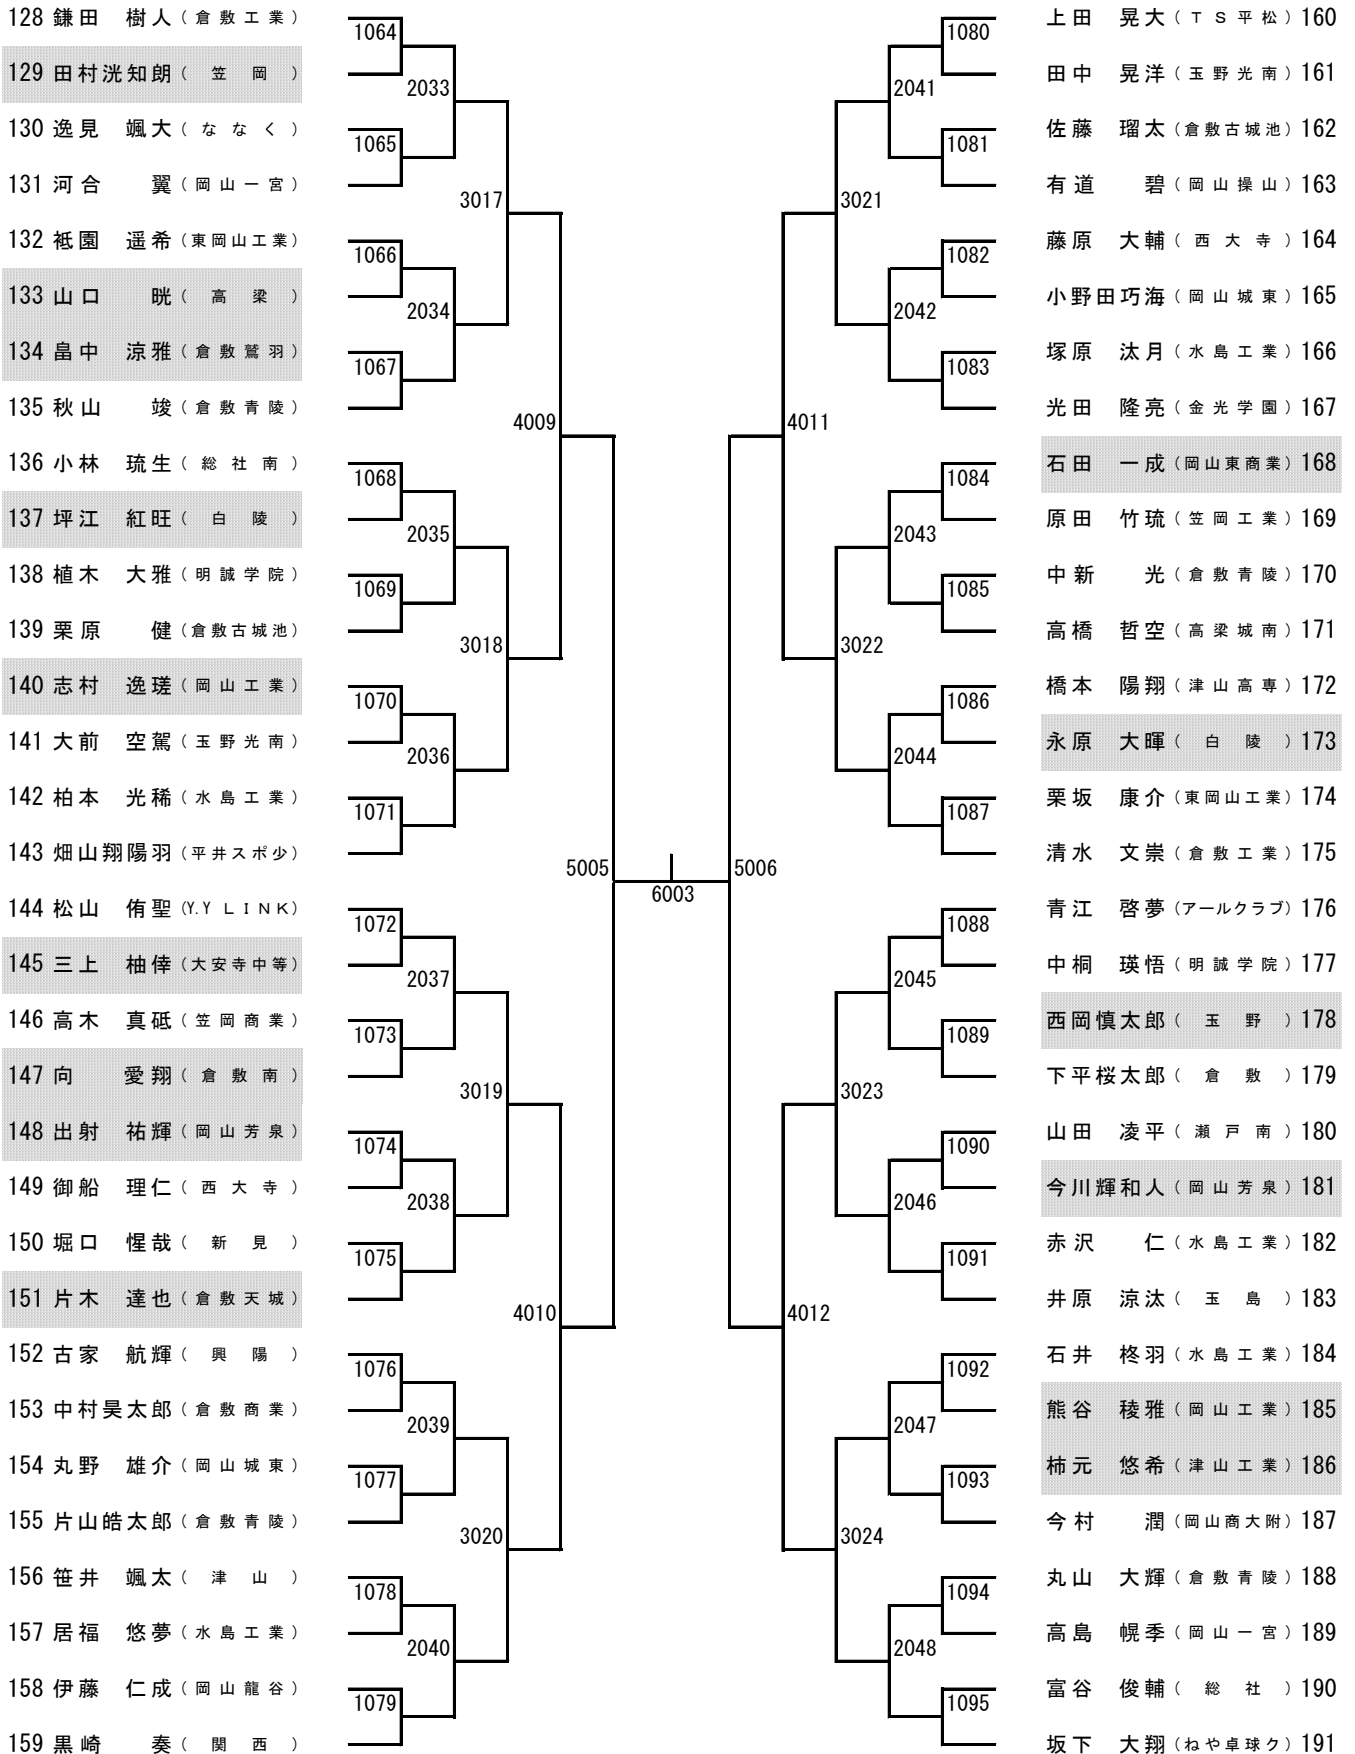 128 鎌田 樹人 (倉敷工業)
129 田村洸知朗 (笠岡)
130 逸見 颯大 (ななく)
131 河合 翼 (岡山一宮)
132 祗園 遥希 (東岡山工業)
133 山口 晄 (高梁)
134 畠中 涼雅 (倉敷鷲羽)
135 秋山 竣 (倉敷青陵)
136 小林 琉生 (総社南)
137 坪江 紅旺 (白陵)
138 植木 大雅 (明誠学院)
139 栗原 健 (倉敷古城池)
140 志村 逸瑳 (岡山工業)
141 大前 空駕 (玉野光南)
142 柏本 光稀 (水島工業)
143 畑山翔陽羽 (平井スポ少)
144 松山 侑聖 (Y.Y LINK)
145 三上 柚倖 (大安寺中等)
146 高木 真砥 (笠岡商業)
147 向 愛翔 (倉敷南)
148 出射 祐輝 (岡山芳泉)
149 御船 理仁 (西大寺)
150 堀口 惺哉 (新見)
151 片木 達也 (倉敷天城)
152 古家 航輝 (興陽)
153 中村昊太郎 (倉敷商業)
154 丸野 雄介 (岡山城東)
155 片山皓太郎 (倉敷青陵)
156 笹井 颯太 (津山)
157 居福 悠夢 (水島工業)
158 伊藤 仁成 (岡山龍谷)
159 黒崎 奏 (関西)
1064
1065
1066
1067
1068
1069
1070
1071
1072
1073
1074
1075
1076
1077
1078
1079
2033
2034
2035
2036
2037
2038
2039
2040
3017
3018
3019
3020
4009
4010
5005
6003
5006
4011
4012
3021
3022
3023
3024
2041
2042
2043
2044
2045
2046
2047
2048
1080
1081
1082
1083
1084
1085
1086
1087
1088
1089
1090
1091
1092
1093
1094
1095
上田 晃大 (TS平松) 160
田中 晃洋 (玉野光南) 161
佐藤 瑠太 (倉敷古城池) 162
有道 碧 (岡山操山) 163
藤原 大輔 (西大寺) 164
小野田巧海 (岡山城東) 165
塚原 汰月 (水島工業) 166
光田 隆亮 (金光学園) 167
石田 一成 (岡山東商業) 168
原田 竹琉 (笠岡工業) 169
中新 光 (倉敷青陵) 170
高橋 哲空 (高梁城南) 171
橋本 陽翔 (津山高専) 172
永原 大暉 (白陵) 173
栗坂 康介 (東岡山工業) 174
清水 文崇 (倉敷工業) 175
青江 啓夢 (アールクラブ) 176
中桐 瑛悟 (明誠学院) 177
西岡慎太郎 (玉野) 178
下平桜太郎 (倉敷) 179
山田 凌平 (瀬戸南) 180
今川輝和人 (岡山芳泉) 181
赤沢 仁 (水島工業) 182
井原 涼汰 (玉島) 183
石井 柊羽 (水島工業) 184
熊谷 稜雅 (岡山工業) 185
柿元 悠希 (津山工業) 186
今村 潤 (岡山商大附) 187
丸山 大輝 (倉敷青陵) 188
高島 幌季 (岡山一宮) 189
富谷 俊輔 (総社) 190
坂下 大翔 (ねや卓球ク) 191